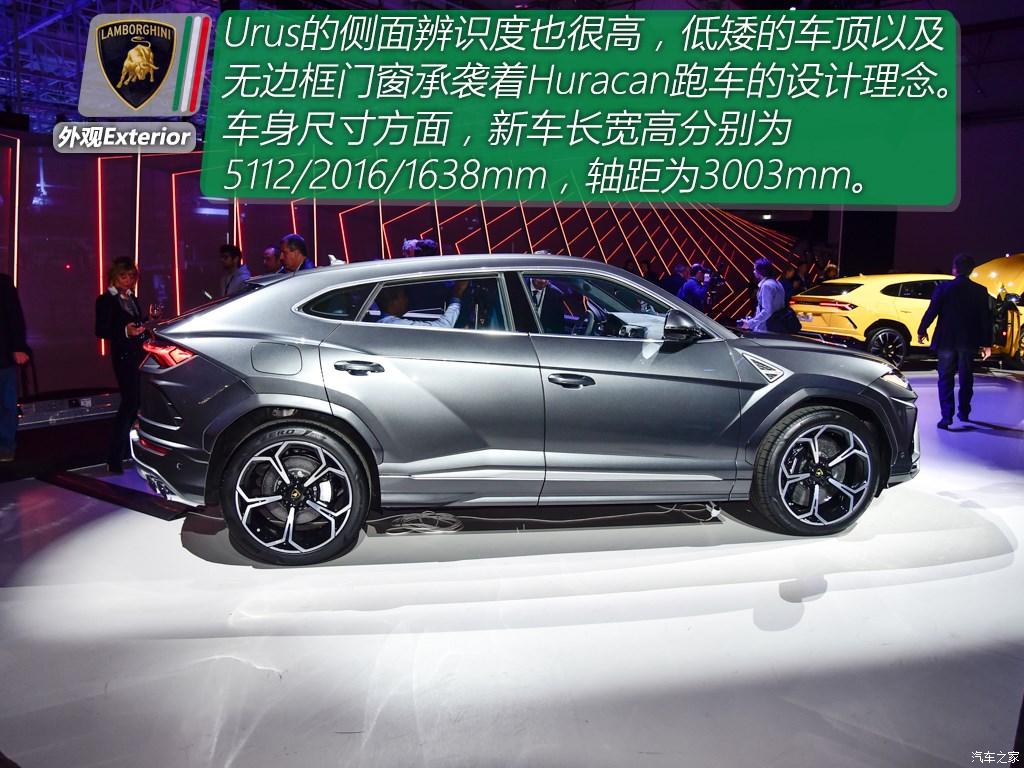 LAMBORGHINI
外观Exterior
Urus的侧面辨识度也很高，低矮的车顶以及
无边框门窗承袭着Huracan跑车的设计理念。
车身尺寸方面，新车长宽高分别为
5112/2016/1638mm，轴距为3003mm。
汽车之家